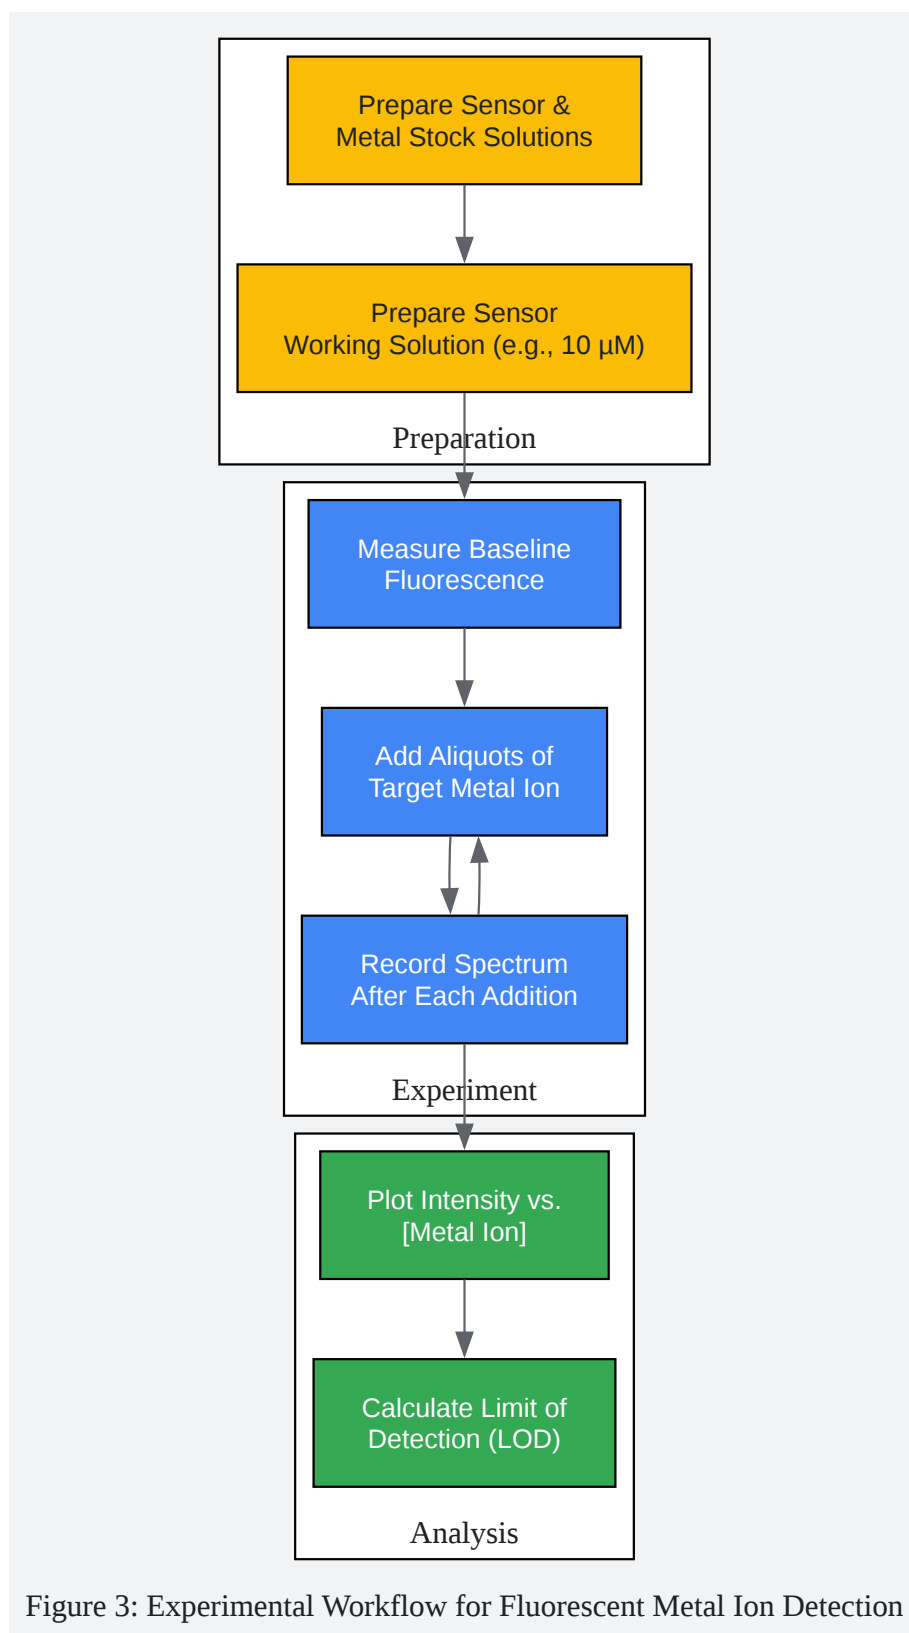 Prepare Sensor &
Metal Stock Solutions
Prepare Sensor
Working Solution (e.g., 10 µM)
Preparation
Measure Baseline
Fluorescence
Add Aliquots of
Target Metal Ion
Record Spectrum
After Each Addition
Experiment
Plot Intensity vs.
[Metal Ion]
Calculate Limit of
Detection (LOD)
Analysis
Figure 3: Experimental Workflow for Fluorescent Metal Ion Detection